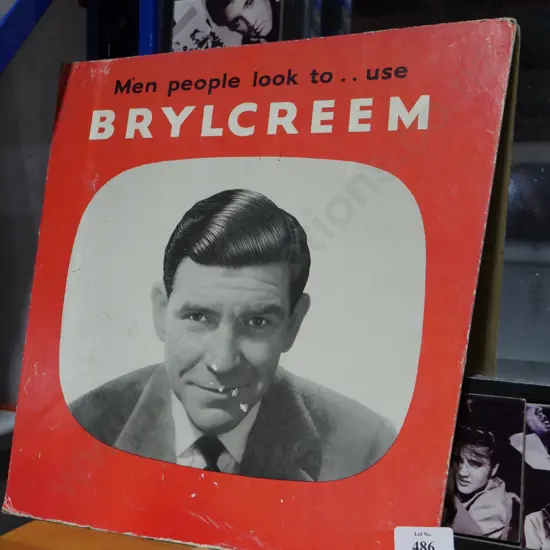 Men people look to.. use
BRYLCREEM
Lot No.
486